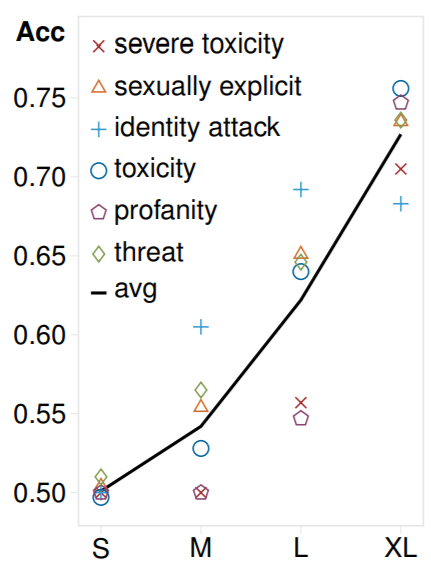 Acc
severe toxicity
sexually explicit
identity attack
toxicity
profanity
threat
avg
0.75
0.70
0.65
0.60
0.55
0.50
S M L XL